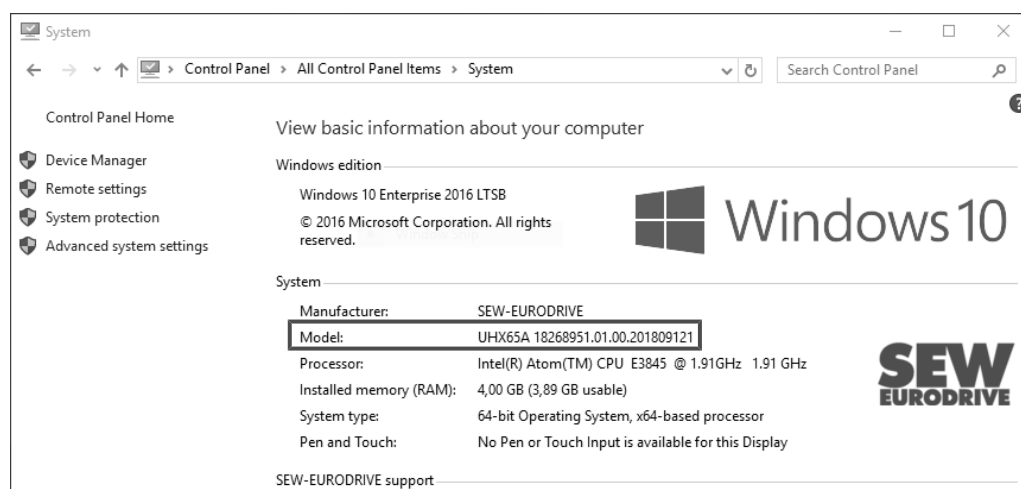 System
Control Panel > All Control Panel Items > System
Search Control Panel
?
Control Panel Home
Device Manager
Remote settings
System protection
Advanced system settings
View basic information about your computer
Windows edition
Windows 10 Enterprise 2016 LTSB
© 2016 Microsoft Corporation. All rights
reserved.
Windows 10
System
Manufacturer: SEW-EURODRIVE
Model: UHX65A 18268951.01.00.201809121
Processor: Intel(R) Atom(TM) CPU E3845 @ 1.91GHz 1.91 GHz
Installed memory (RAM): 4,00 GB (3,89 GB usable)
System type: 64-bit Operating System, x64-based processor
Pen and Touch: No Pen or Touch Input is available for this Display
SEW
EURODRIVE
SEW-EURODRIVE support